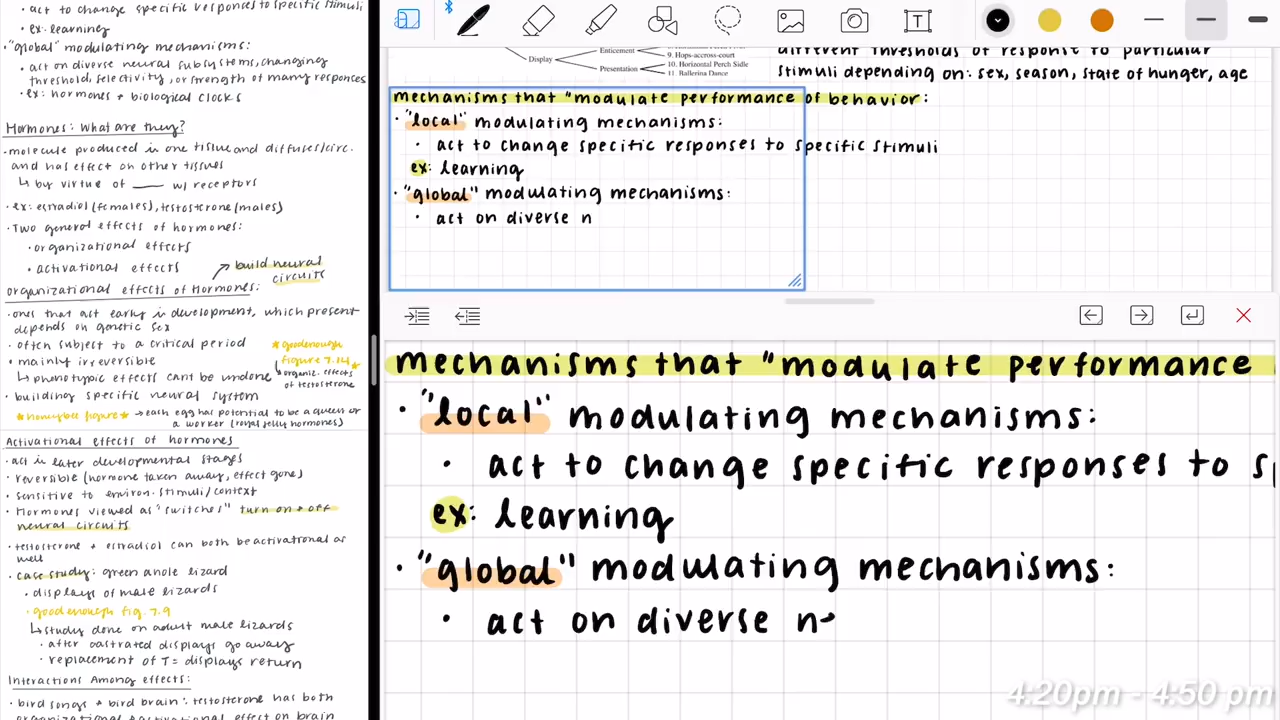 act to change specific responses to specific stimuli
• ex: learning
• "global" modulating mechanisms:
act on diverse neural subsystems, changing
threshold, selectivity, or strength of many responses
• ex: hormones + biological clocks
Hormones: What are they?
• molecule produced in one tissue and diffuses/circ.
and has effect on other tissues
↳ by virtue of ___ w/ receptors
• ex: estradiol (females), testosterone (males)
• Two general effects of hormones:
• organizational effects
• activational effects
↗ build neural
circuits
organizational effects of Hormones:
• ones that act early in development, which present
depends on genetic sex
• often subject to a critical period
• mainly irreversible
↳ phenotypic effects cant be undone
• building specific neural system
* goodenough
figure 7.14 *
↳ organiz. effects
of testosterone
* honeybee figure * → each egg has potential to be a queen or
a worker (royal jelly hormones)
Activational effects of hormones
• act in later developmental stages
• reversible (hormone taken away, effect gone)
• sensitive to environ. stimuli/context
• Hormones viewed as "switches" turn on + off
neural circuits
• testosterone + estradiol can both be activational as
well
• case study: green anole lizard
• displays of male lizards
• goodenough fig. 7.9
↳ study done on adult male lizards
• after castrated displays go away
• replacement of T = displays return
Interactions Among effects:
• bird songs + bird brain: testosterone has both
organizational + activational effect on brain
T
Display
Enticement
Presentation
9. Hops-accross-court
10. Horizontal Perch Sidle
11. Ballerina Dance
different thresholds of response to particular
stimuli depending on: sex, season, state of hunger, age
mechanisms that "modulate performance of behavior:
• "local" modulating mechanisms:
• act to change specific responses to specific stimuli
ex: learning
• "global" modulating mechanisms:
• act on diverse n
mechanisms that "modulate performance
• "local" modulating mechanisms:
• act to change specific responses to sp
ex: learning
• "global" modulating mechanisms:
• act on diverse n
4:20pm - 4:50 pm